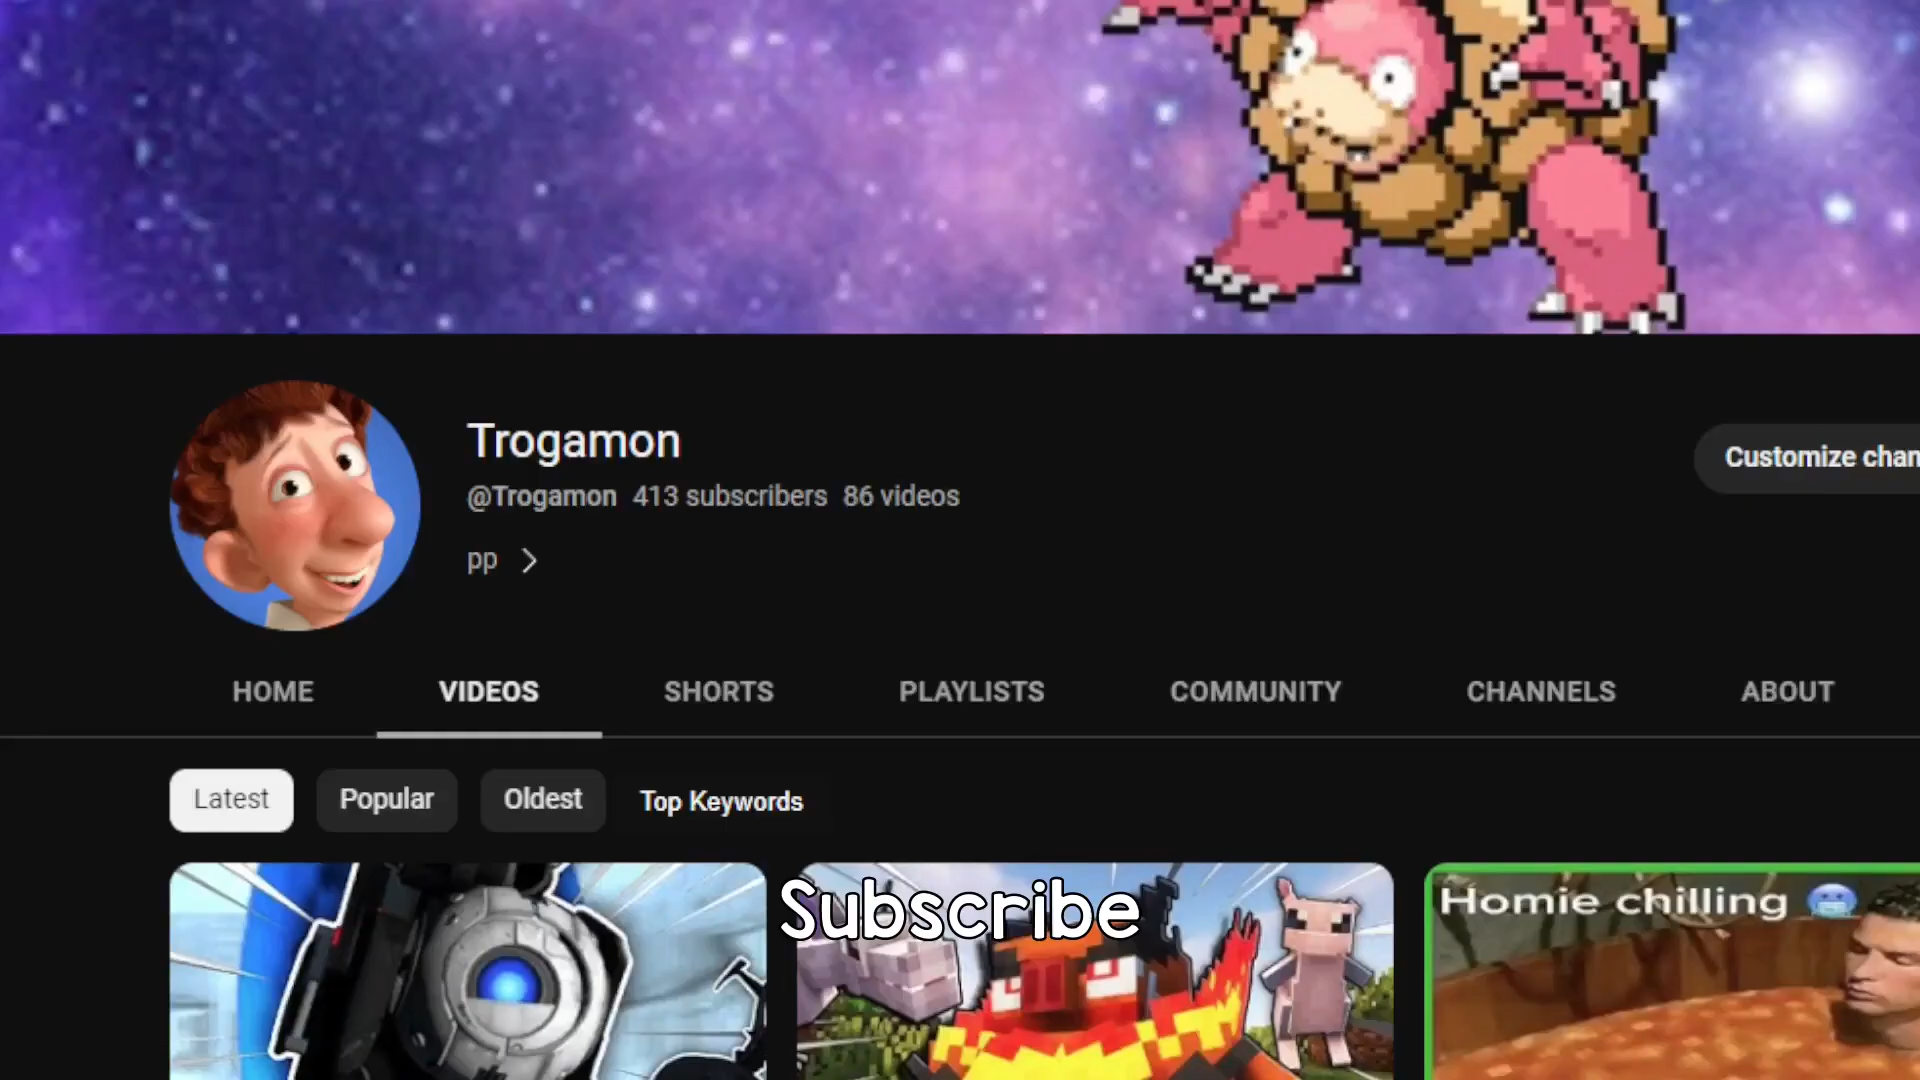 Trogamon
@Trogamon 413 subscribers 86 videos
Customize chan
pp
HOME VIDEOS SHORTS PLAYLISTS COMMUNITY CHANNELS ABOUT
Latest Popular Oldest Top Keywords
Subscribe
Homie chilling 🥶